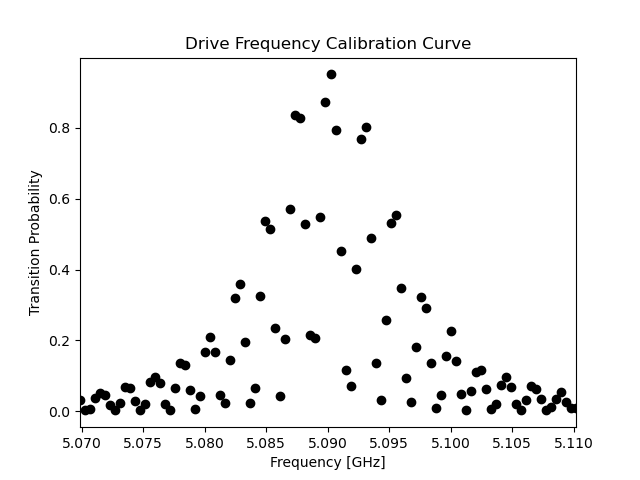 Drive Frequency Calibration Curve
Transition Probability
0.8
0.6
0.4
0.2
0.0
5.070 5.075 5.080 5.085 5.090 5.095 5.100 5.105 5.110
Frequency [GHz]